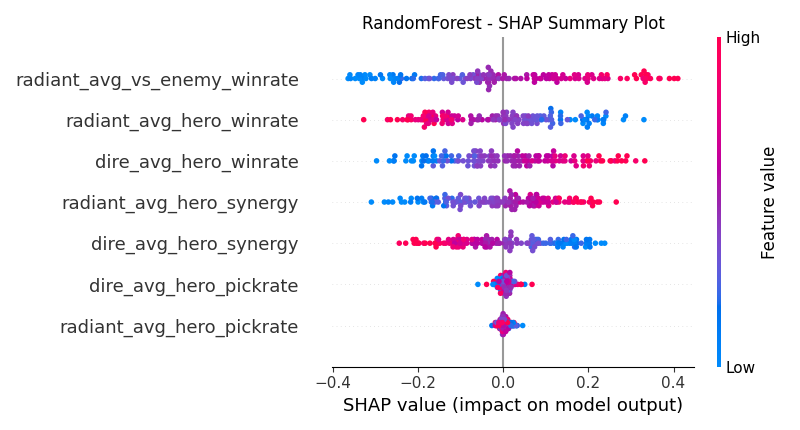 RandomForest - SHAP Summary Plot
High
radiant_avg_vs_enemy_winrate
radiant_avg_hero_winrate
dire_avg_hero_winrate
radiant_avg_hero_synergy
dire_avg_hero_synergy
dire_avg_hero_pickrate
radiant_avg_hero_pickrate
Feature value
Low
−0.4 −0.2 0.0 0.2 0.4
SHAP value (impact on model output)